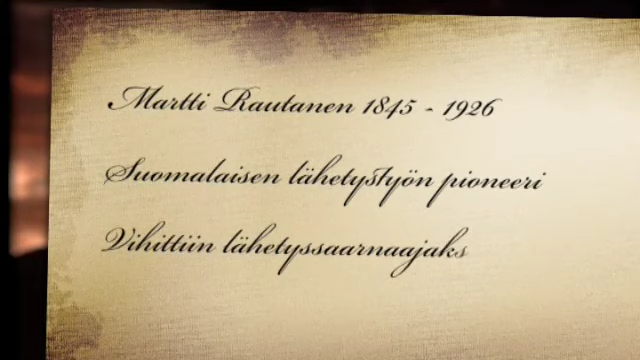 Martti Rautanen 1845 - 1926
Suomalaisen lähetystyön pioneeri
Vihittiin lähetyssaarnaajaks